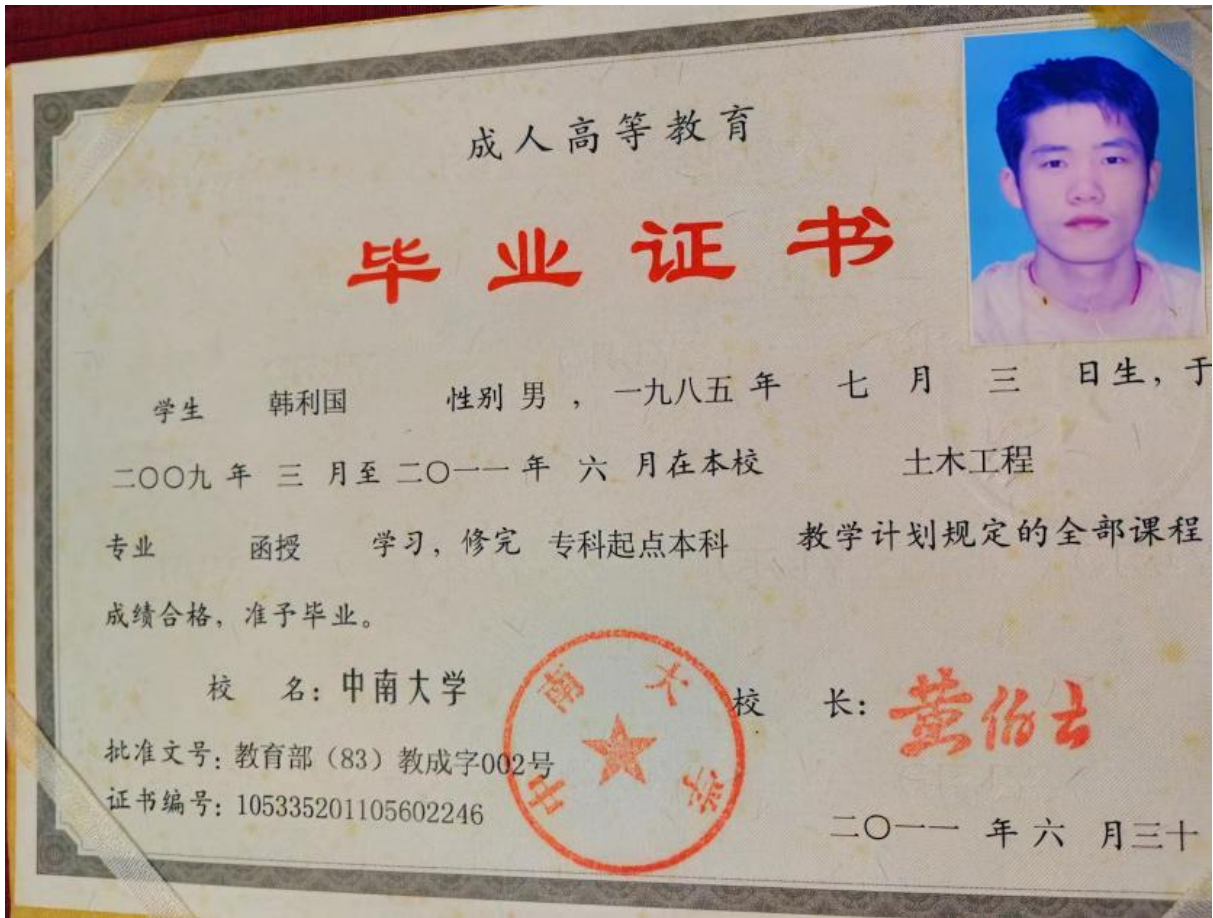 成人高等教育
毕业证书
学生 韩利国 性别 男 ， 一九八五 年 七 月 三 日生，于
二〇〇九 年 三 月至 二〇一一 年 六 月在本校 土木工程
专业 函授 学习，修完 专科起点本科 教学计划规定的全部课程
成绩合格，准予毕业。
校 名：中南大学
中南大学
校 长：黄伯云
批准文号：教育部（83）教成字002号
证书编号：105335201105602246
二〇一一 年 六 月三十